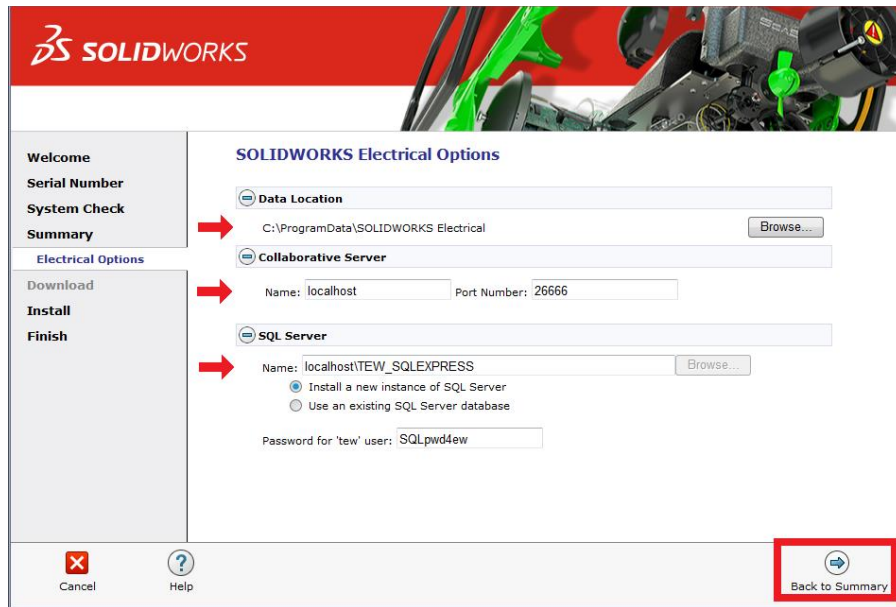 SOLIDWORKS
Welcome
Serial Number
System Check
Summary
Electrical Options
Download
Install
Finish
SOLIDWORKS Electrical Options
Data Location
C:\ProgramData\SOLIDWORKS Electrical Browse...
Collaborative Server
Name: localhost Port Number: 26666
SQL Server
Name: localhost\TEW_SQLEXPRESS Browse...
Install a new instance of SQL Server
Use an existing SQL Server database
Password for 'tew' user: SQLpwd4ew
Cancel Help Back to Summary